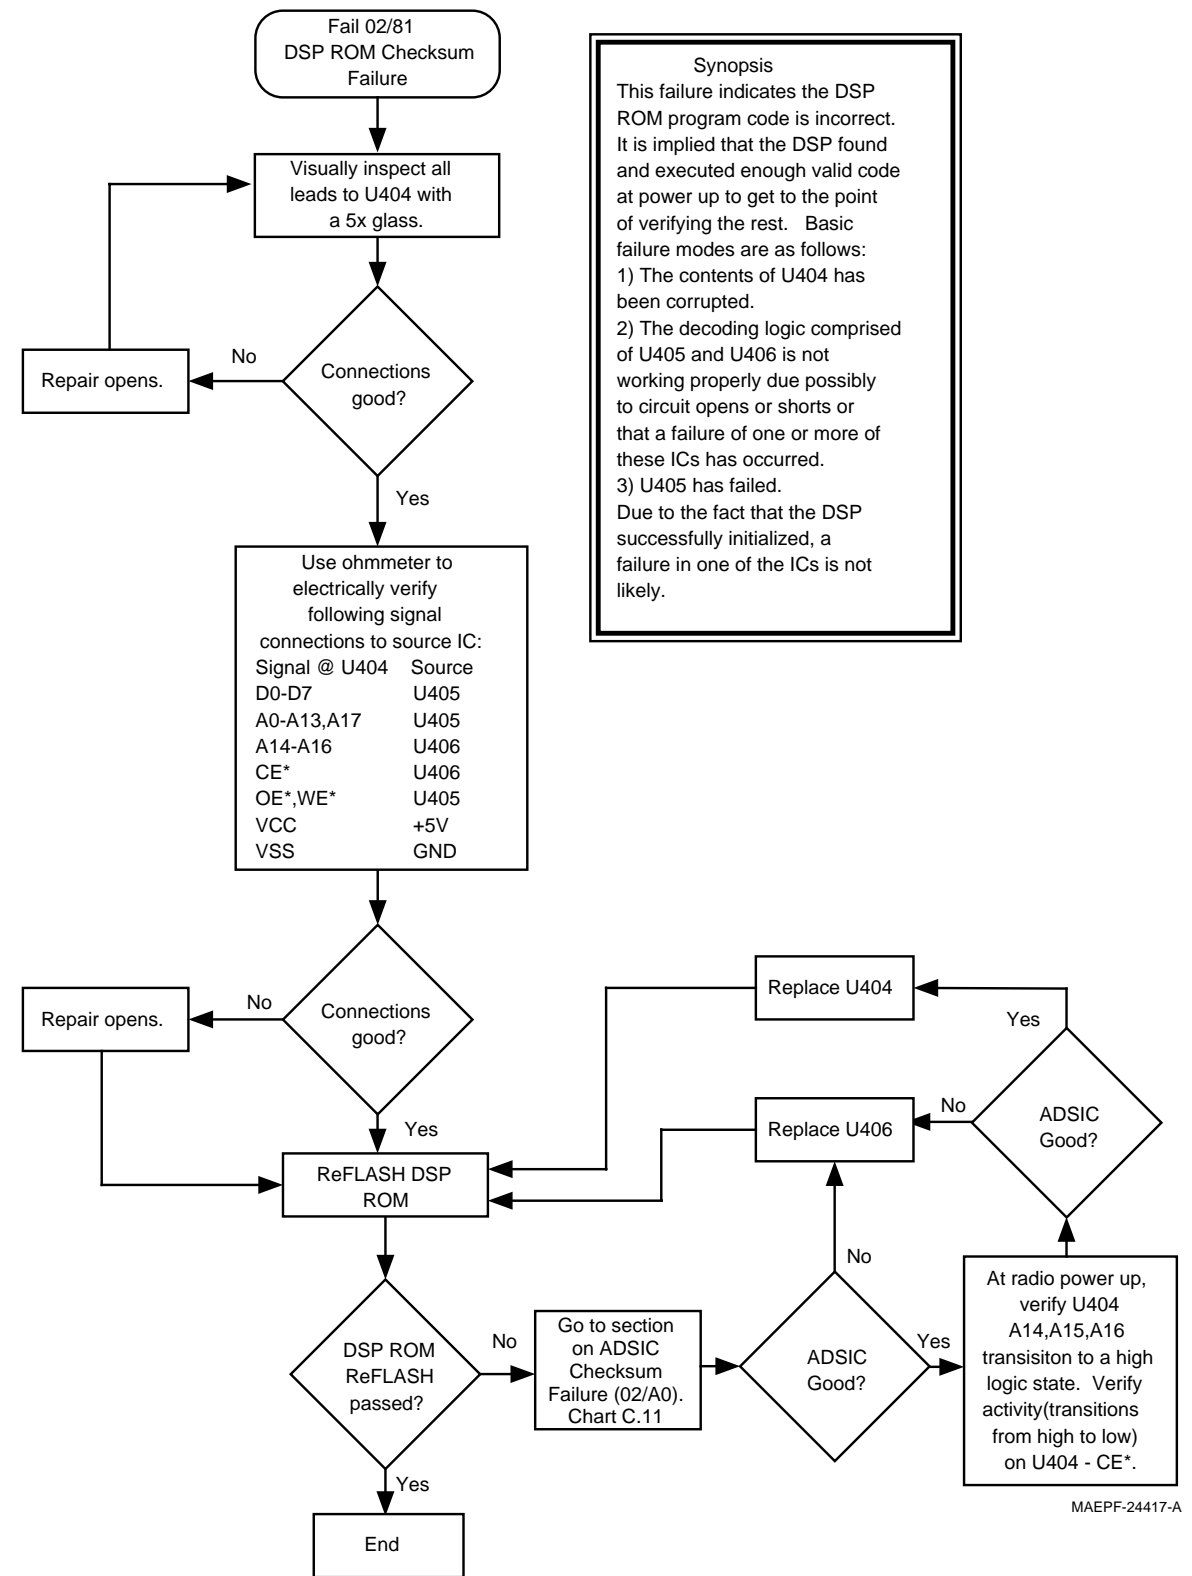 Fail 02/81
DSP ROM Checksum
Failure
Visually inspect all
leads to U404 with
a 5x glass.
Connections
good?
No
Repair opens.
Yes
Use ohmmeter to
electrically verify
following signal
connections to source IC:
Signal @ U404 Source
D0-D7 U405
A0-A13,A17 U405
A14-A16 U406
CE* U406
OE*,WE* U405
VCC +5V
VSS GND
Connections
good?
No
Repair opens.
Yes
ReFLASH DSP
ROM
DSP ROM
ReFLASH
passed?
Yes
End
No
Go to section
on ADSIC
Checksum
Failure (02/A0).
Chart C.11
ADSIC
Good?
No
Replace U406
Yes
At radio power up,
verify U404
A14,A15,A16
transisiton to a high
logic state. Verify
activity(transitions
from high to low)
on U404 - CE*.
ADSIC
Good?
No
Yes
Replace U404
Synopsis
This failure indicates the DSP
ROM program code is incorrect.
It is implied that the DSP found
and executed enough valid code
at power up to get to the point
of verifying the rest. Basic
failure modes are as follows:
1) The contents of U404 has
been corrupted.
2) The decoding logic comprised
of U405 and U406 is not
working properly due possibly
to circuit opens or shorts or
that a failure of one or more of
these ICs has occurred.
3) U405 has failed.
Due to the fact that the DSP
successfully initialized, a
failure in one of the ICs is not
likely.
MAEPF-24417-A